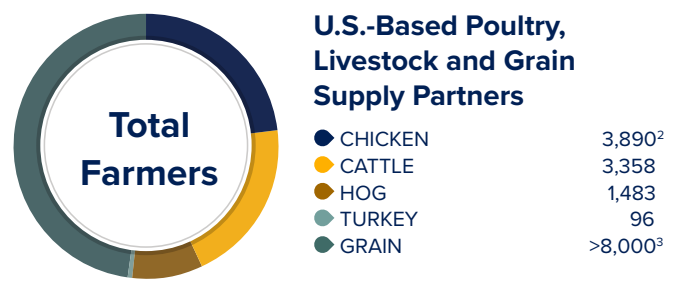 Total
Farmers
U.S.-Based Poultry,
Livestock and Grain
Supply Partners
CHICKEN 3,890²
CATTLE 3,358
HOG 1,483
TURKEY 96
GRAIN >8,000³